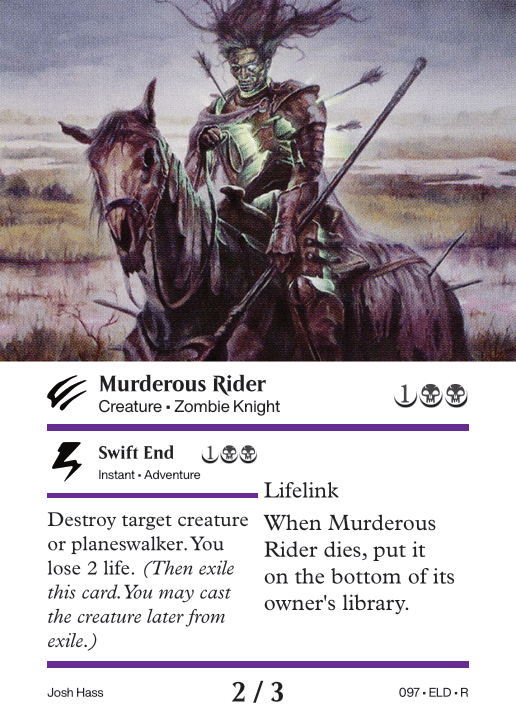 Murderous Rider
Creature • Zombie Knight
1
Swift End
1
Instant • Adventure
Destroy target creature
or planeswalker. You
lose 2 life. (Then exile
this card. You may cast
the creature later from
exile.)
Lifelink
When Murderous
Rider dies, put it
on the bottom of its
owner's library.
Josh Hass
2 / 3
097 • ELD • R